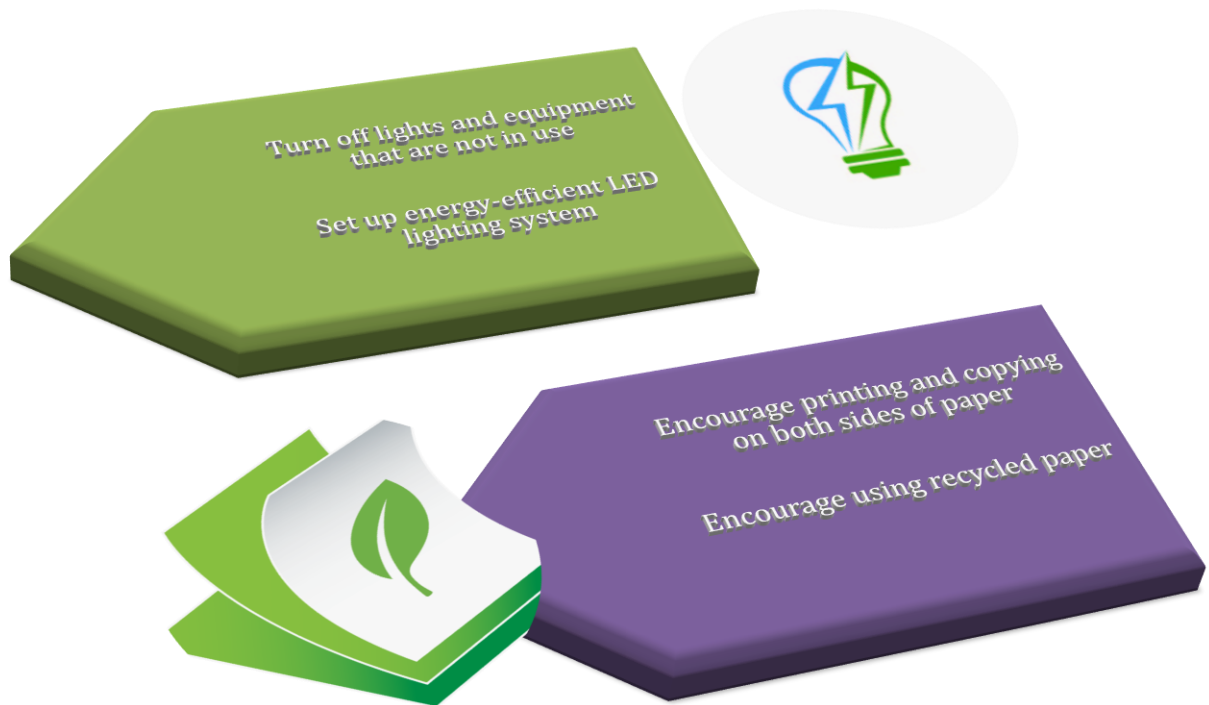 Turn off lights and equipment
that are not in use
Set up energy-efficient LED
lighting system
Encourage printing and copying
on both sides of paper
Encourage using recycled paper